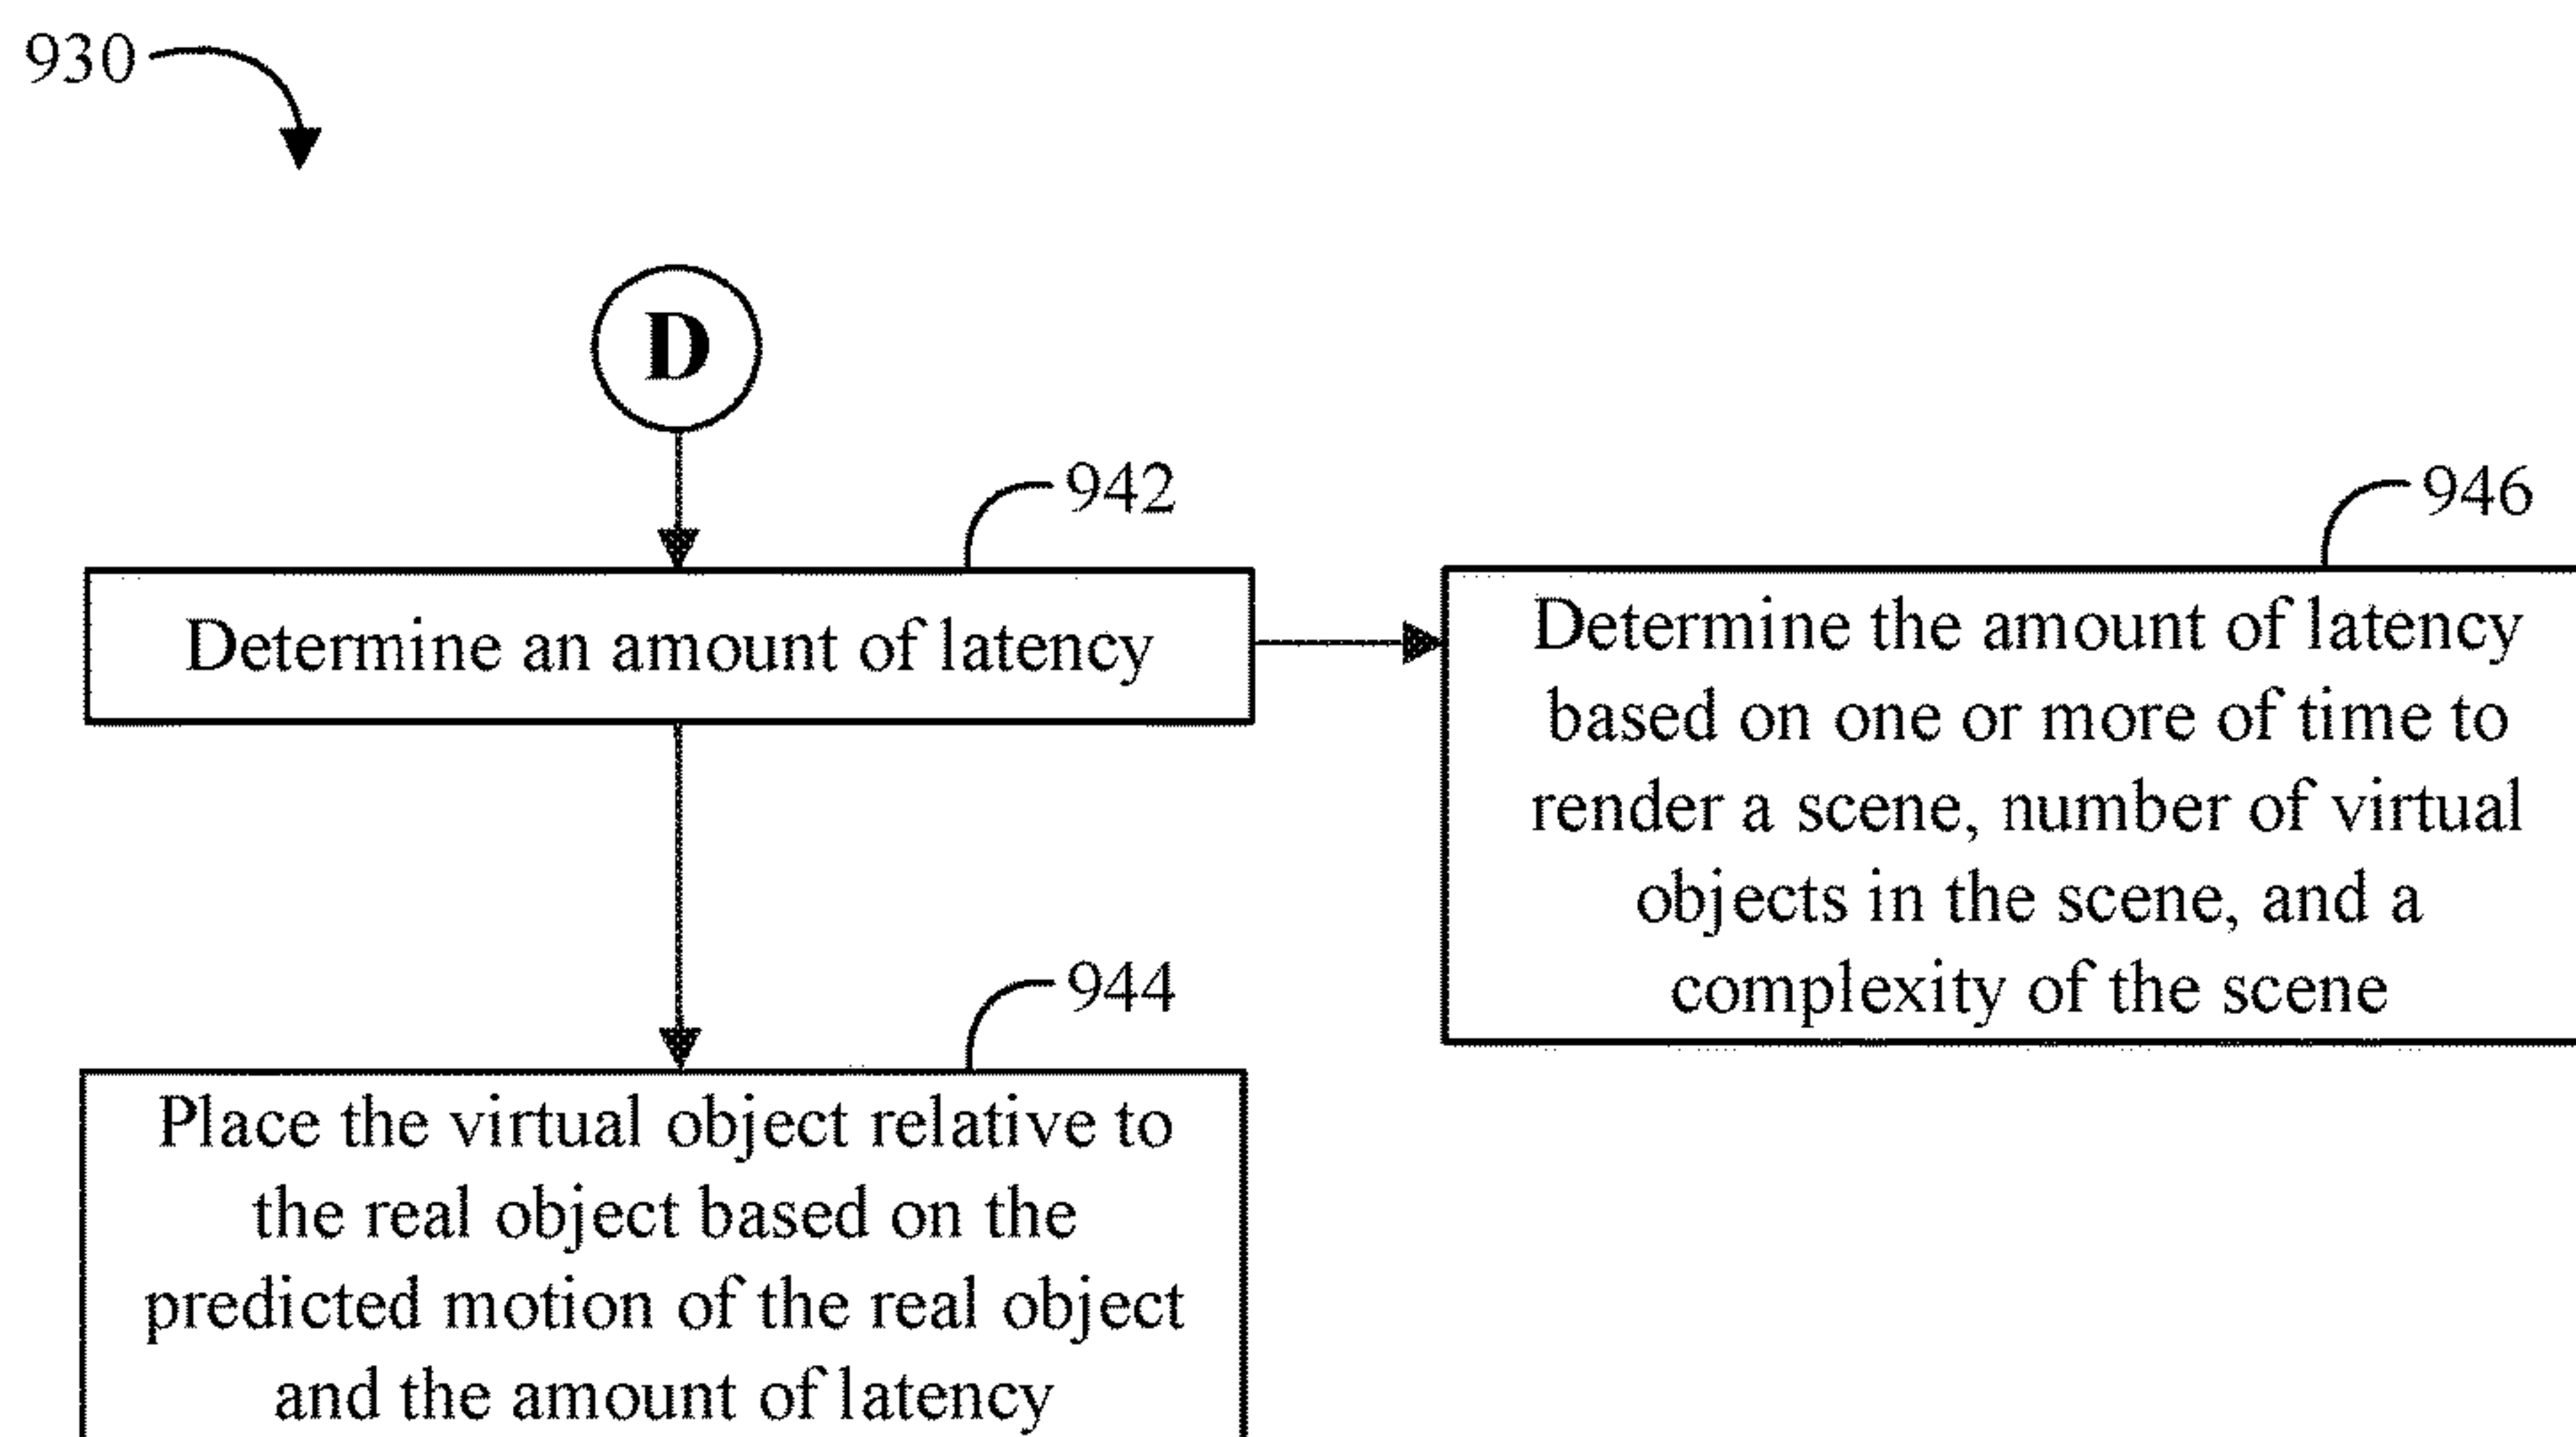 930
D
942
Determine an amount of latency
946
Determine the amount of latency
based on one or more of time to
render a scene, number of virtual
objects in the scene, and a
complexity of the scene
944
Place the virtual object relative to
the real object based on the
predicted motion of the real object
and the amount of latency